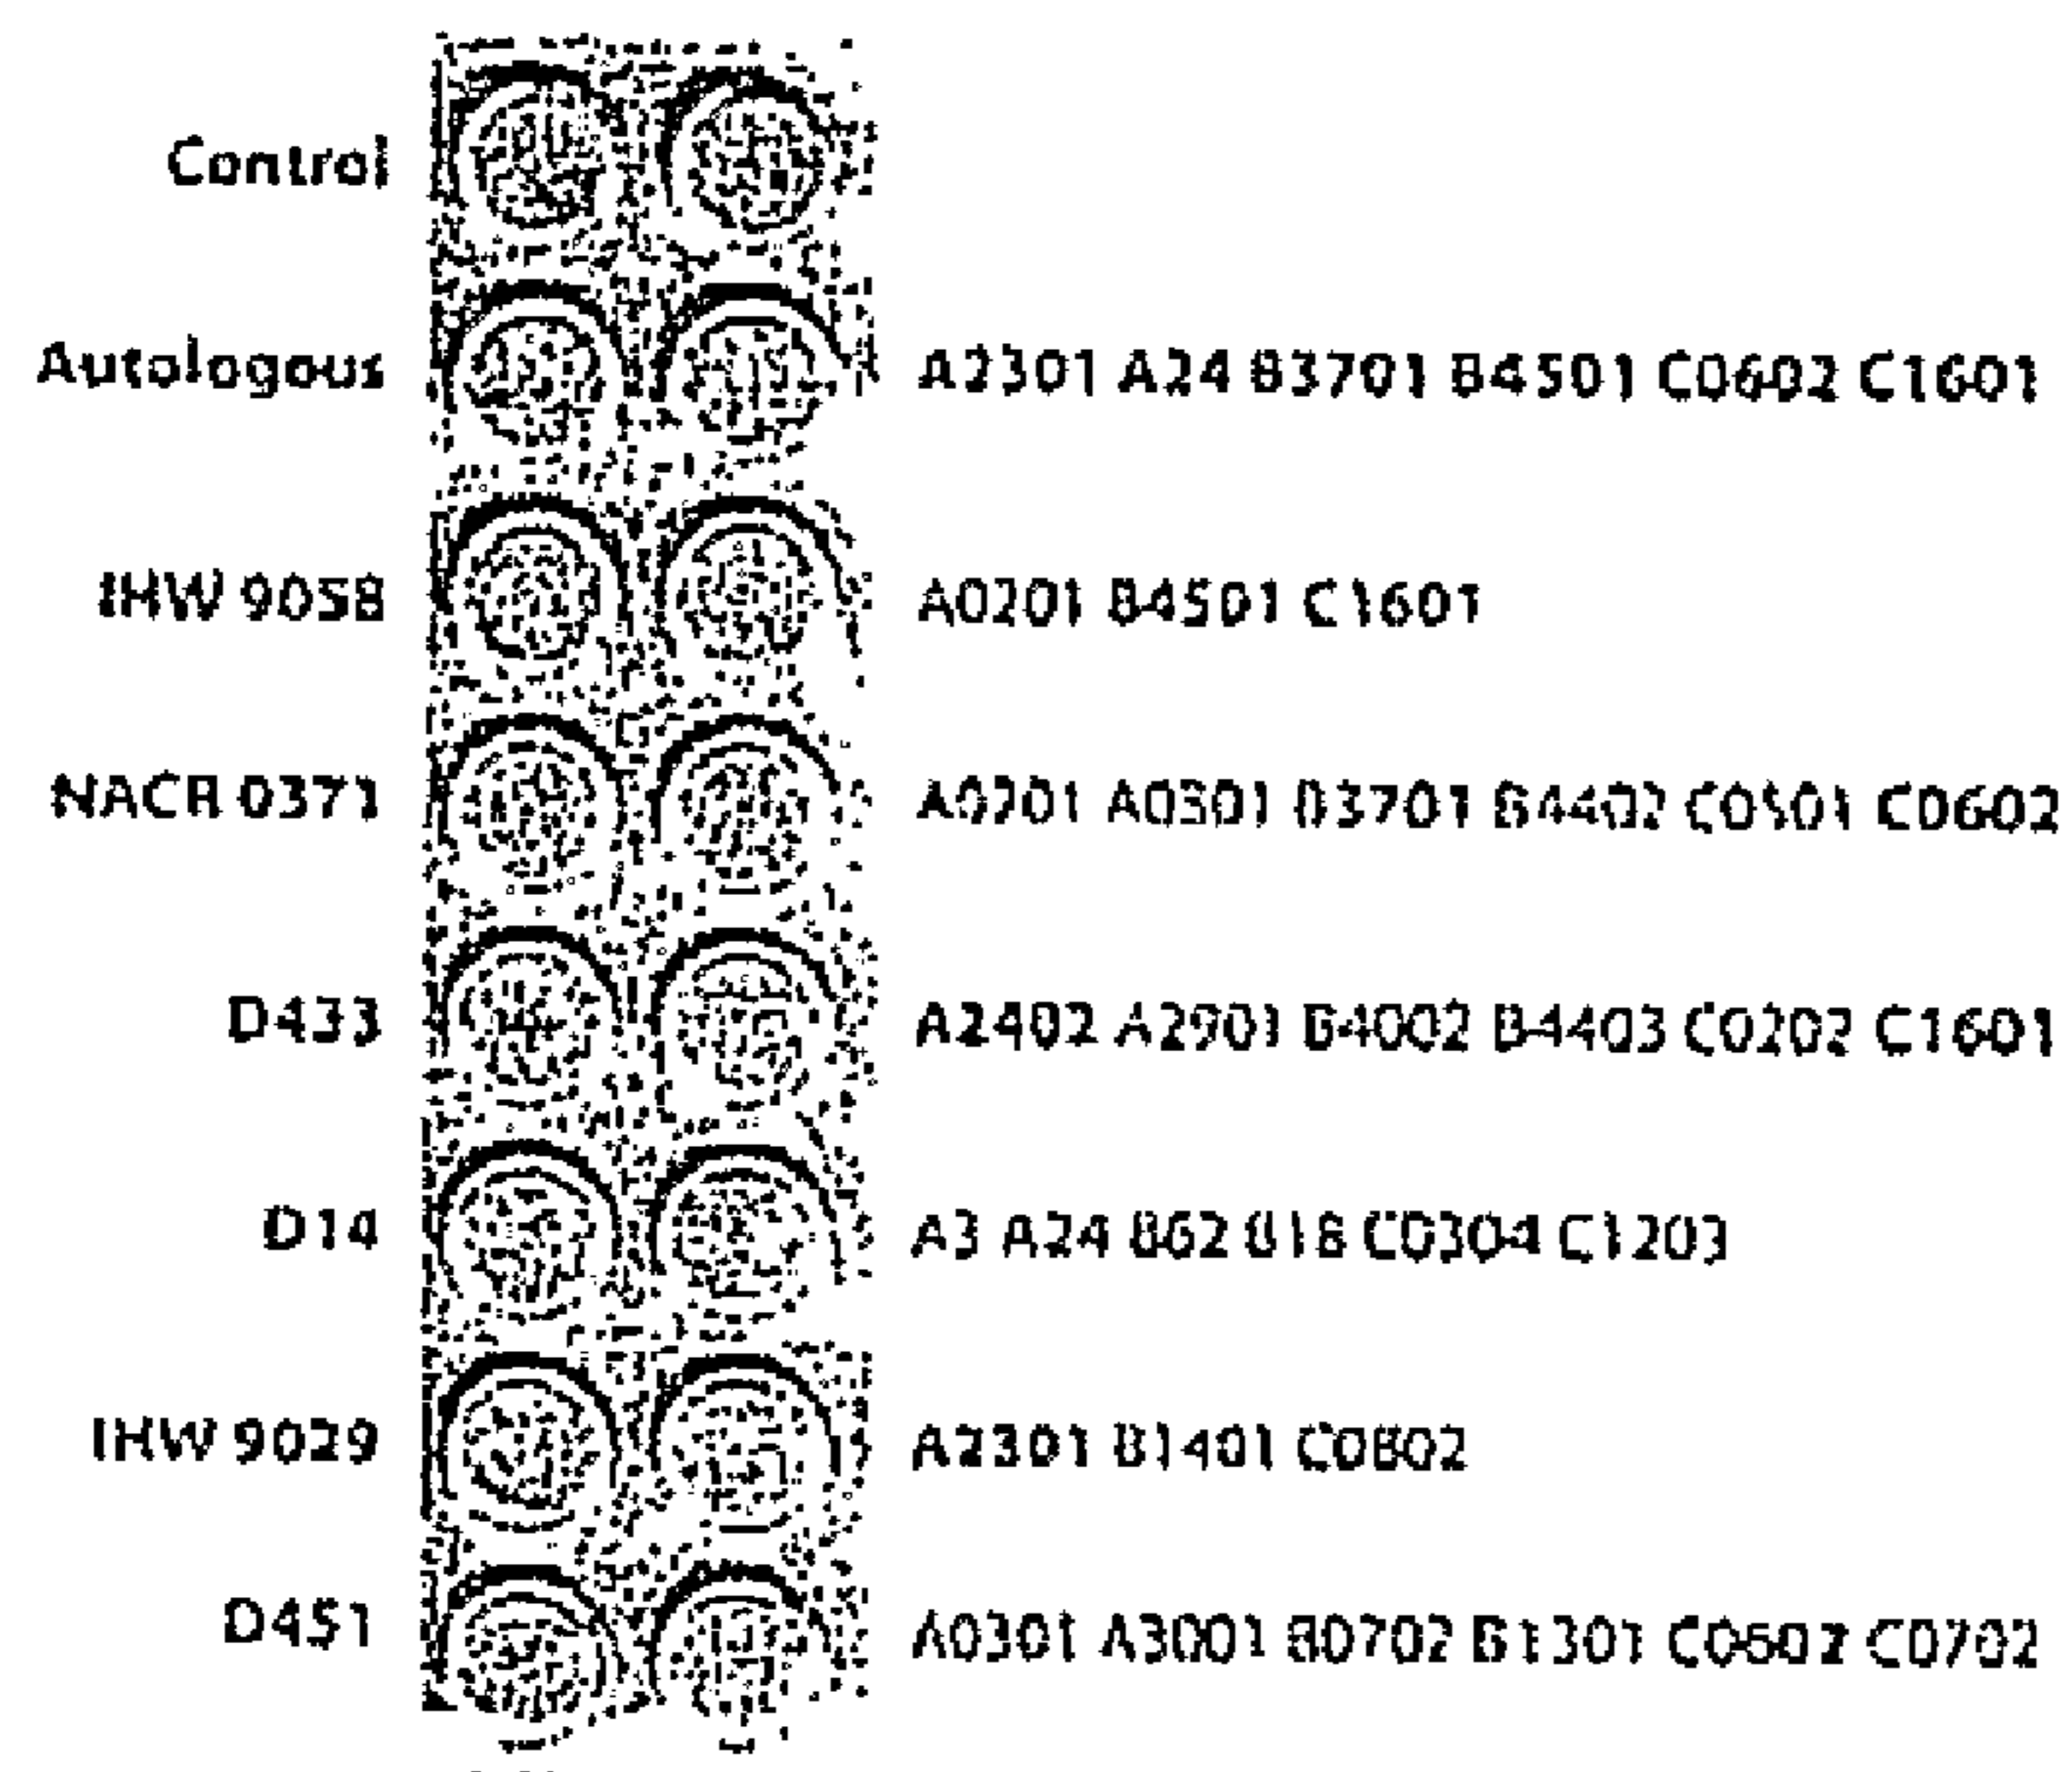 Control
Autologous A2301 A24 B3701 B4501 C0602 C1601
IHW 9058 A0201 B4501 C1601
NACR 0371 A0201 A0301 B3701 B4402 C0501 C0602
D433 A2402 A2901 B4002 B4403 C0202 C1601
D14 A3 A24 B62 B18 C0304 C1203
IHW 9029 A2301 B1401 C0802
D451 A0301 A3001 B0702 B1301 C0602 C0702